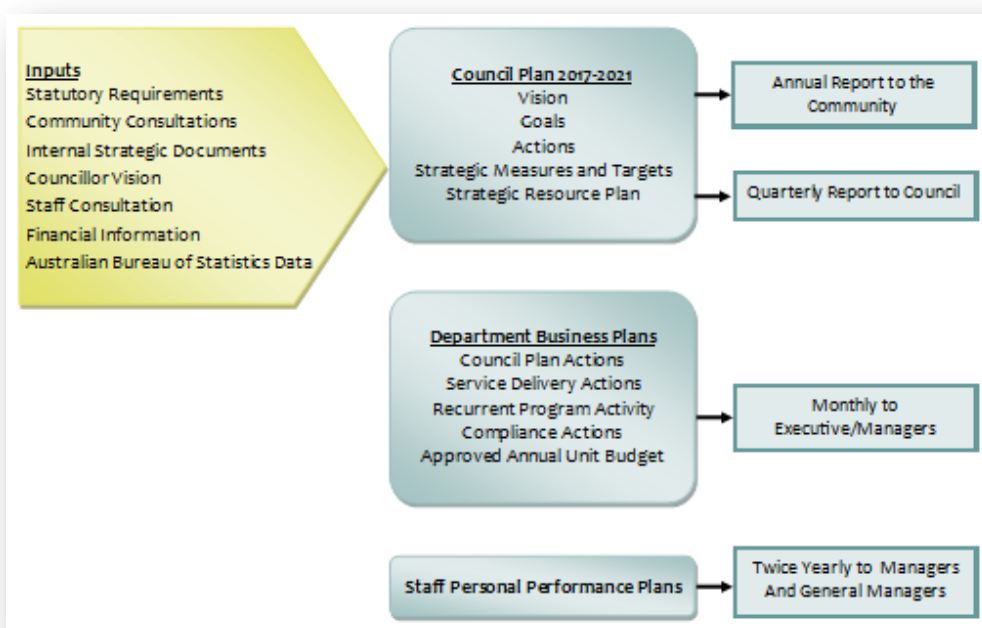 Inputs
Statutory Requirements
Community Consultations
Internal Strategic Documents
Councillor Vision
Staff Consultation
Financial Information
Australian Bureau of Statistics Data
Council Plan 2017-2021
Vision
Goals
Actions
Strategic Measures and Targets
Strategic Resource Plan
Annual Report to the
Community
Quarterly Report to Council
Department Business Plans
Council Plan Actions
Service Delivery Actions
Recurrent Program Activity
Compliance Actions
Approved Annual Unit Budget
Monthly to
Executive/Managers
Staff Personal Performance Plans
Twice Yearly to Managers
And General Managers